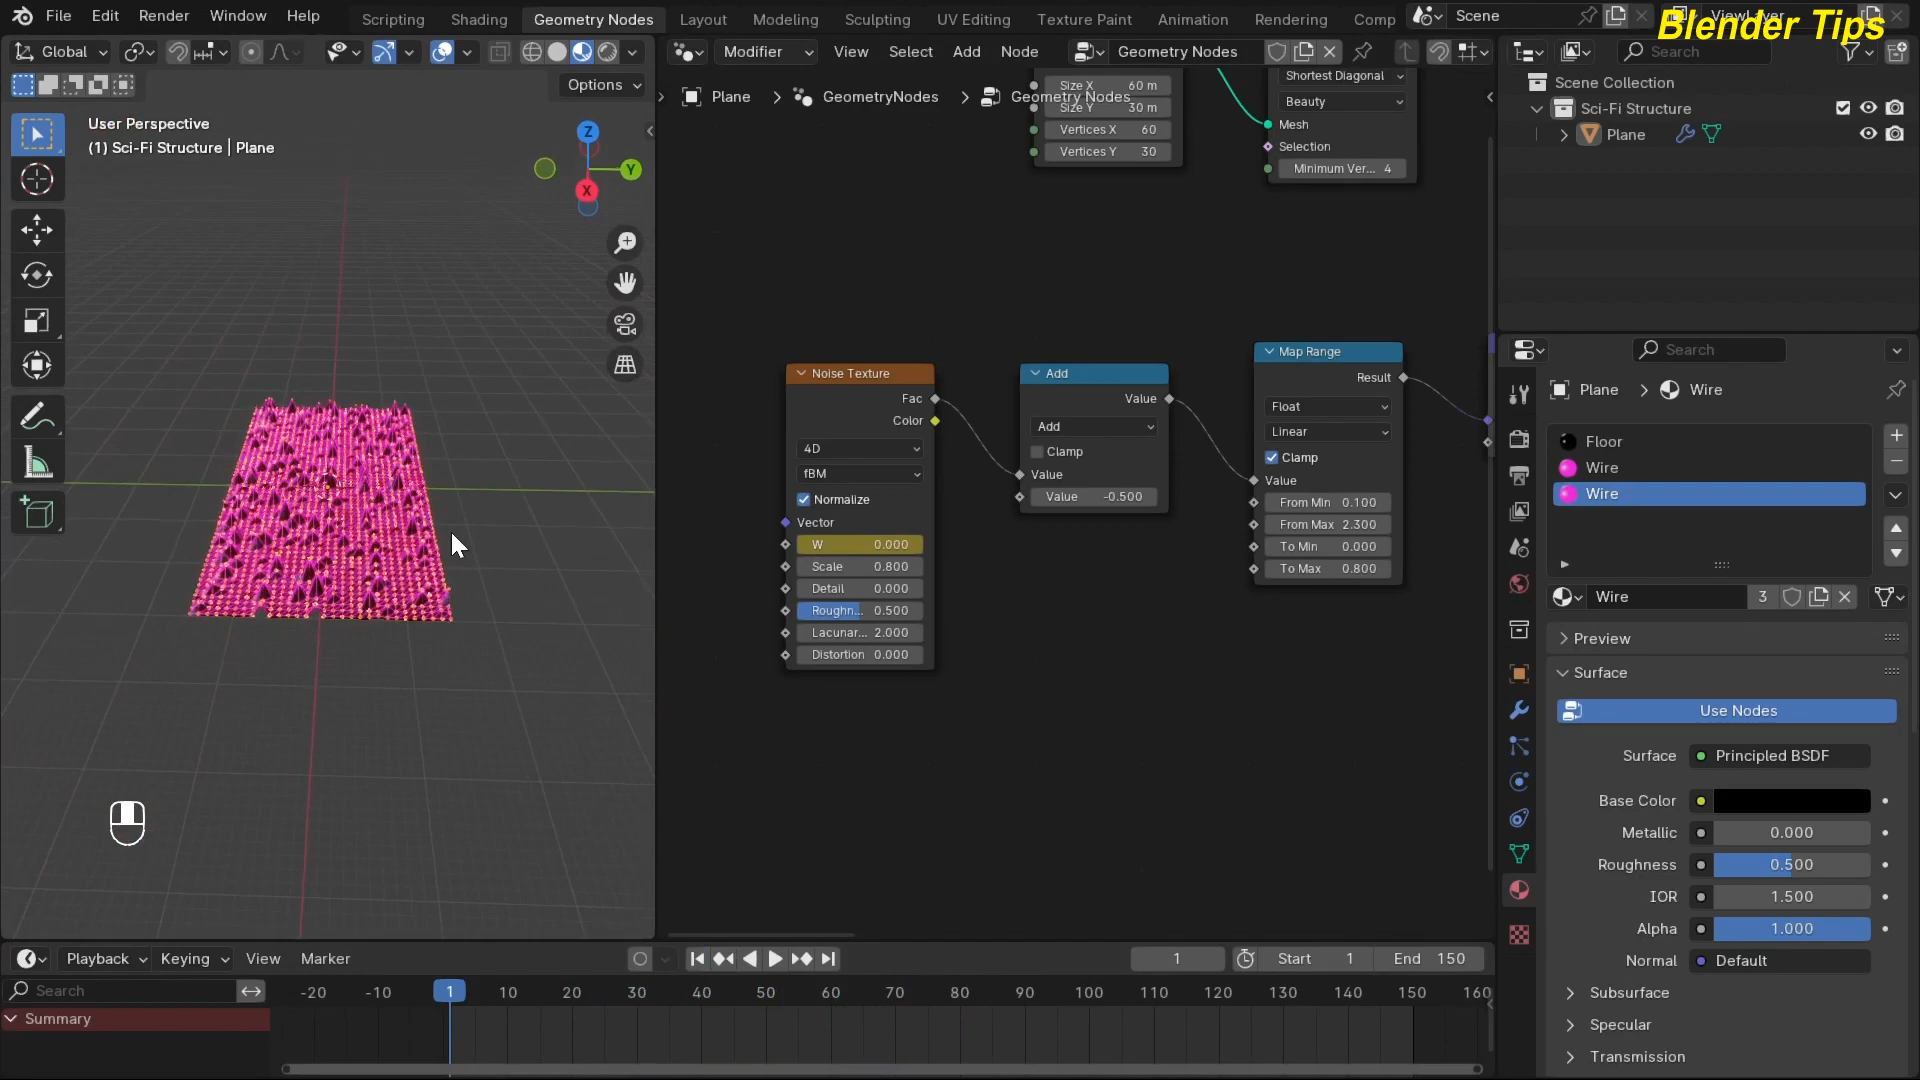 File Edit Render Window Help Scripting Shading Geometry Nodes Layout Modeling Sculpting UV Editing Texture Paint Animation Rendering Comp Scene ViewLayer
Blender Tips
Global Modifier View Select Add Node Geometry Nodes Search
Options Plane GeometryNodes Geometry Nodes
User Perspective
(1) Sci-Fi Structure | Plane
Z
Y
X
Size X 60 m
Size Y 30 m
Vertices X 60
Vertices Y 30
Shortest Diagonal
Beauty
Mesh
Selection
Minimum Ver... 4
Scene Collection
Sci-Fi Structure
Plane
Noise Texture
Fac
Color
4D
fBM
Normalize
Vector
W 0.000
Scale 0.800
Detail 0.000
Roughn... 0.500
Lacunar... 2.000
Distortion 0.000
Add
Value
Add
Clamp
Value
Value -0.500
Map Range
Result
Float
Linear
Clamp
Value
From Min 0.100
From Max 2.300
To Min 0.000
To Max 0.800
Search
Plane Wire
Floor
Wire
Wire
Wire 3
Preview
Surface
Use Nodes
Surface Principled BSDF
Base Color
Metallic 0.000
Roughness 0.500
IOR 1.500
Alpha 1.000
Normal Default
Subsurface
Specular
Transmission
Playback Keying View Marker 1 Start 1 End 150
Search -20 -10 1 10 20 30 40 50 60 70 80 90 100 110 120 130 140 150 160
Summary